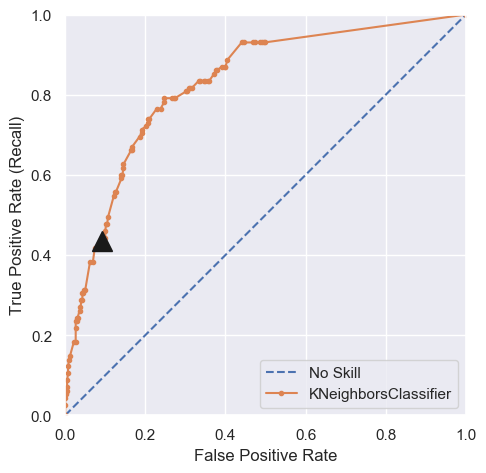 1.0
0.8
0.6
0.4
0.2
0.0
True Positive Rate (Recall)
0.0 0.2 0.4 0.6 0.8 1.0
False Positive Rate
No Skill
KNeighborsClassifier